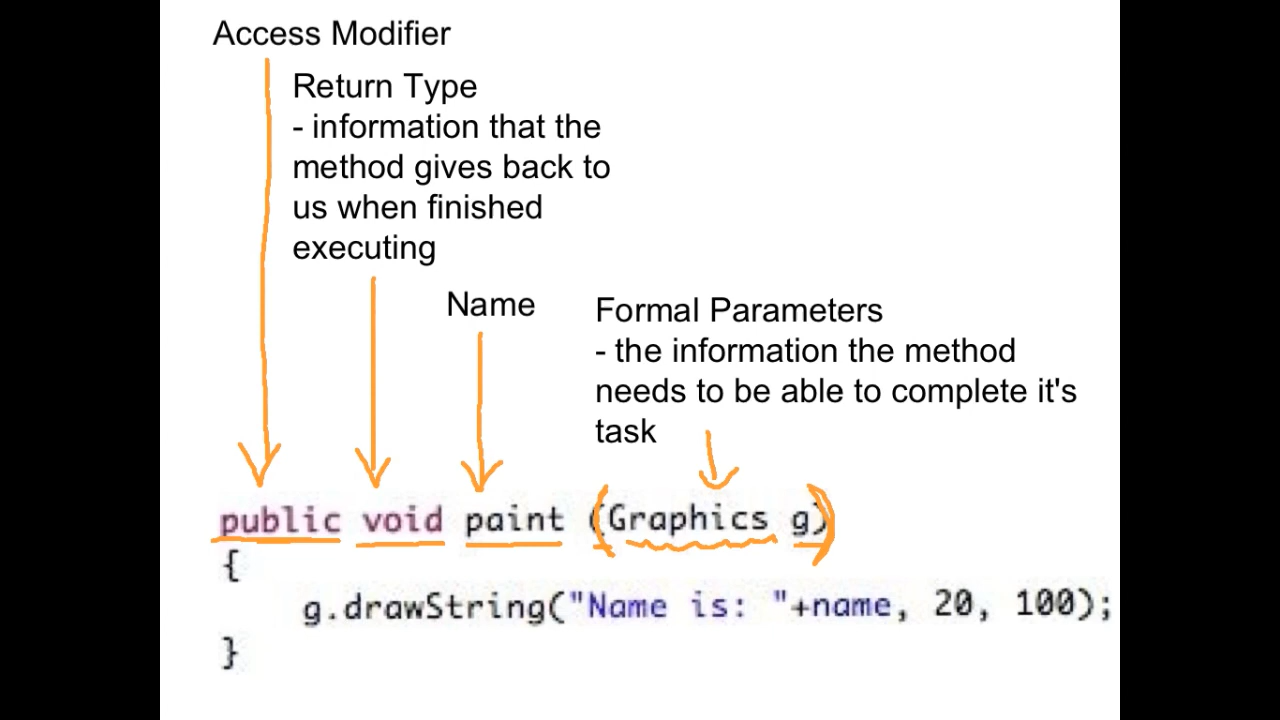 Access Modifier
Return Type
- information that the
method gives back to
us when finished
executing
Name
Formal Parameters
- the information the method
needs to be able to complete it's
task
public void paint (Graphics g)
{
g.drawString("Name is: "+name, 20, 100);
}